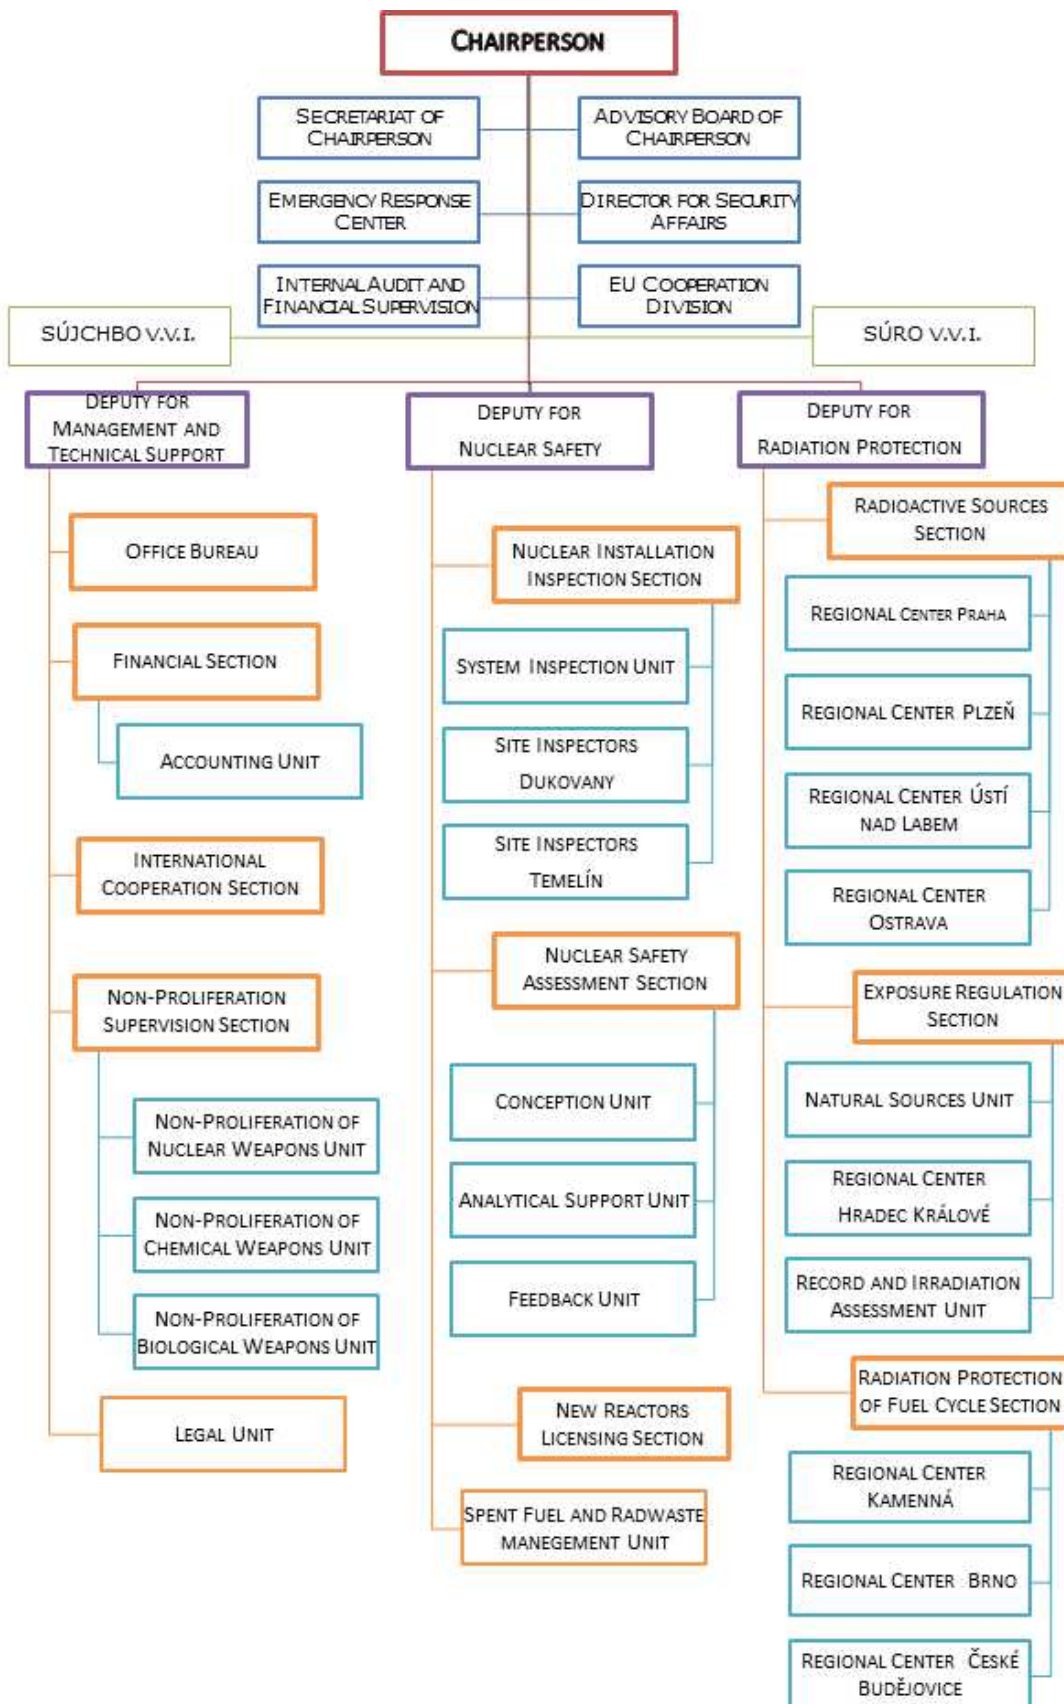 CHAIRPERSON
SECRETARIAT OF
CHAIRPERSON
ADVISORY BOARD OF
CHAIRPERSON
EMERGENCY RESPONSE
CENTER
DIRECTOR FOR SECURITY
AFFAIRS
INTERNAL AUDIT AND
FINANCIAL SUPERVISION
EU COOPERATION
DIVISION
SÚJCHBO V.V.I.
SÚRO V.V.I.
DEPUTY FOR
MANAGEMENT AND
TECHNICAL SUPPORT
OFFICE BUREAU
FINANCIAL SECTION
ACCOUNTING UNIT
INTERNATIONAL
COOPERATION SECTION
NON-PROLIFERATION
SUPERVISION SECTION
NON-PROLIFERATION OF
NUCLEAR WEAPONS UNIT
NON-PROLIFERATION OF
CHEMICAL WEAPONS UNIT
NON-PROLIFERATION OF
BIOLOGICAL WEAPONS UNIT
LEGAL UNIT
DEPUTY FOR
NUCLEAR SAFETY
NUCLEAR INSTALLATION
INSPECTION SECTION
SYSTEM INSPECTION UNIT
SITE INSPECTORS
DUKOVANY
SITE INSPECTORS
TEMELÍN
NUCLEAR SAFETY
ASSESSMENT SECTION
CONCEPTION UNIT
ANALYTICAL SUPPORT UNIT
FEEDBACK UNIT
NEW REACTORS
LICENSING SECTION
SPENT FUEL AND RADWASTE
MANEGEMENT UNIT
DEPUTY FOR
RADIATION PROTECTION
RADIOACTIVE SOURCES
SECTION
REGIONAL CENTER PRAHA
REGIONAL CENTER PLZEŇ
REGIONAL CENTER ÚSTÍ
NAD LABEM
REGIONAL CENTER
OSTRAVA
EXPOSURE REGULATION
SECTION
NATURAL SOURCES UNIT
REGIONAL CENTER
HRADEC KRÁLOVÉ
RECORD AND IRRADIATION
ASSESSMENT UNIT
RADIATION PROTECTION
OF FUEL CYCLE SECTION
REGIONAL CENTER
KAMENNÁ
REGIONAL CENTER BRNO
REGIONAL CENTER ČESKÉ
BUDĚJOVICE